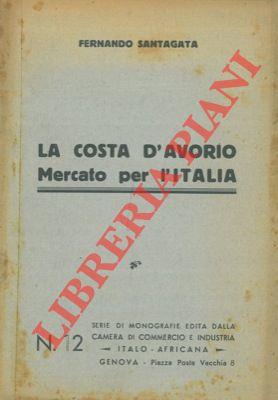 FERNANDO SANTAGATA
LA COSTA D'AVORIO
Mercato per l'ITALIA
LIBRERIA PIANI
SERIE DI MONOGRAFIE EDITA DALLA
N. 12 CAMERA DI COMMERCIO E INDUSTRIA
ITALO - AFRICANA
GENOVA - Piazza Poste Vecchie 8